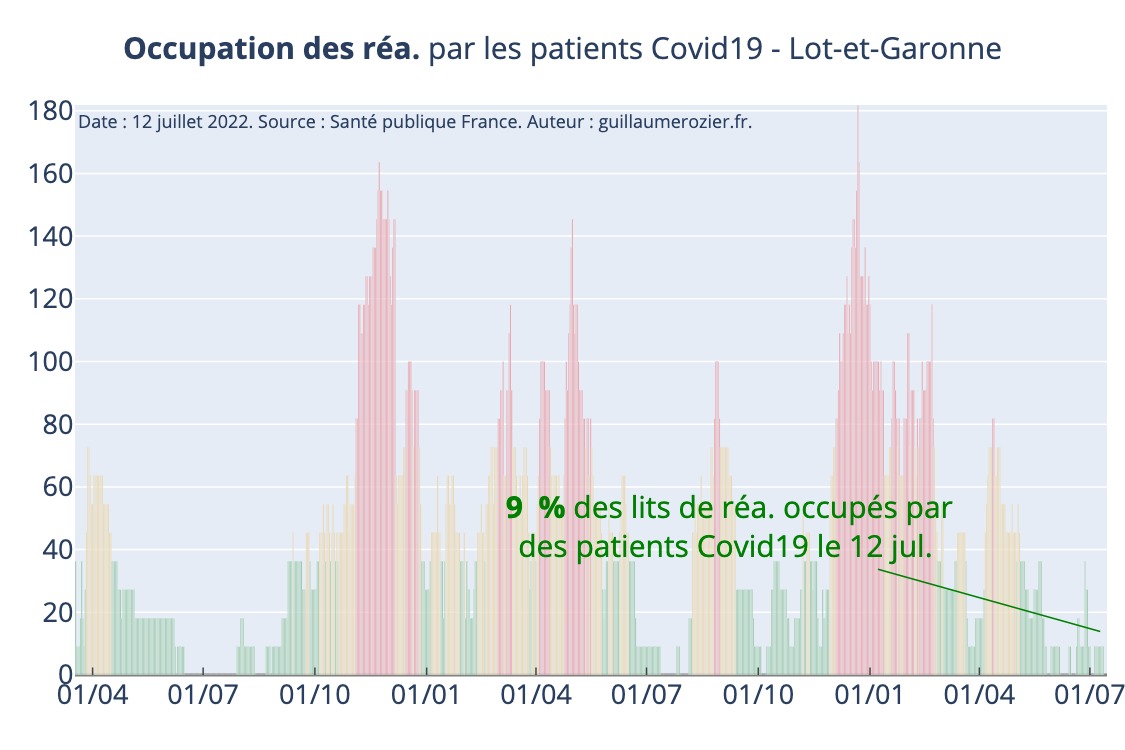 Occupation des réa. par les patients Covid19 - Lot-et-Garonne
180
Date : 12 juillet 2022. Source : Santé publique France. Auteur : guillaumerozier.fr.
160
140
120
100
80
60
9 % des lits de réa. occupés par
des patients Covid19 le 12 jul.
40
20
0
01/04 01/07 01/10 01/01 01/04 01/07 01/10 01/01 01/04 01/07